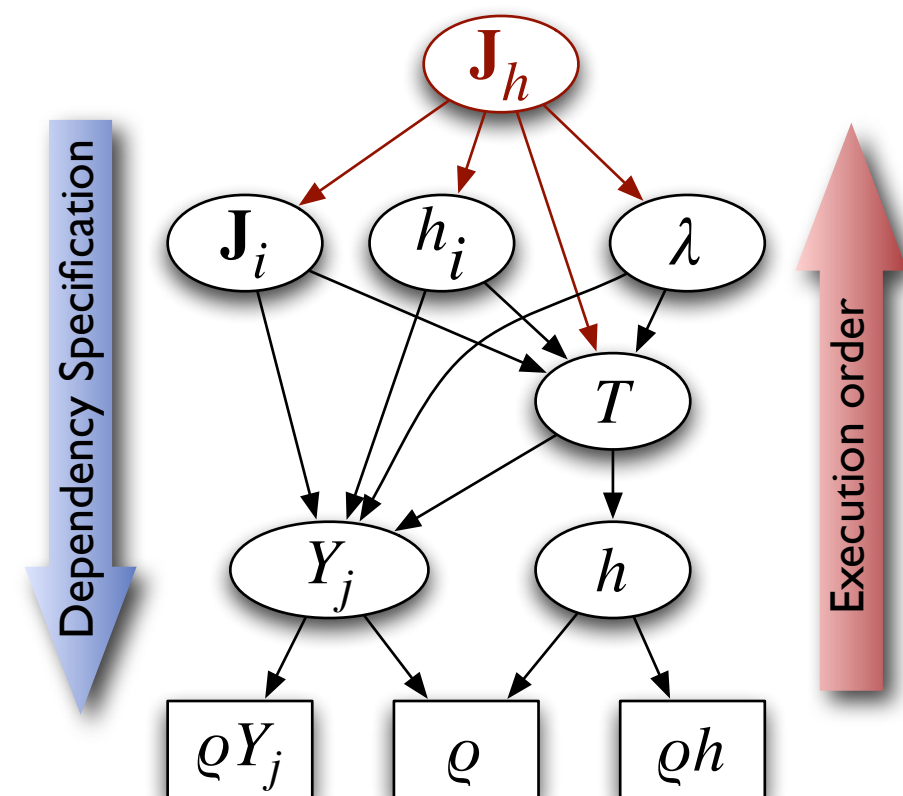 J_h
J_i
h_i
λ
T
Y_j
h
ϱY_j
ϱ
ϱh
Dependency Specification
Execution order